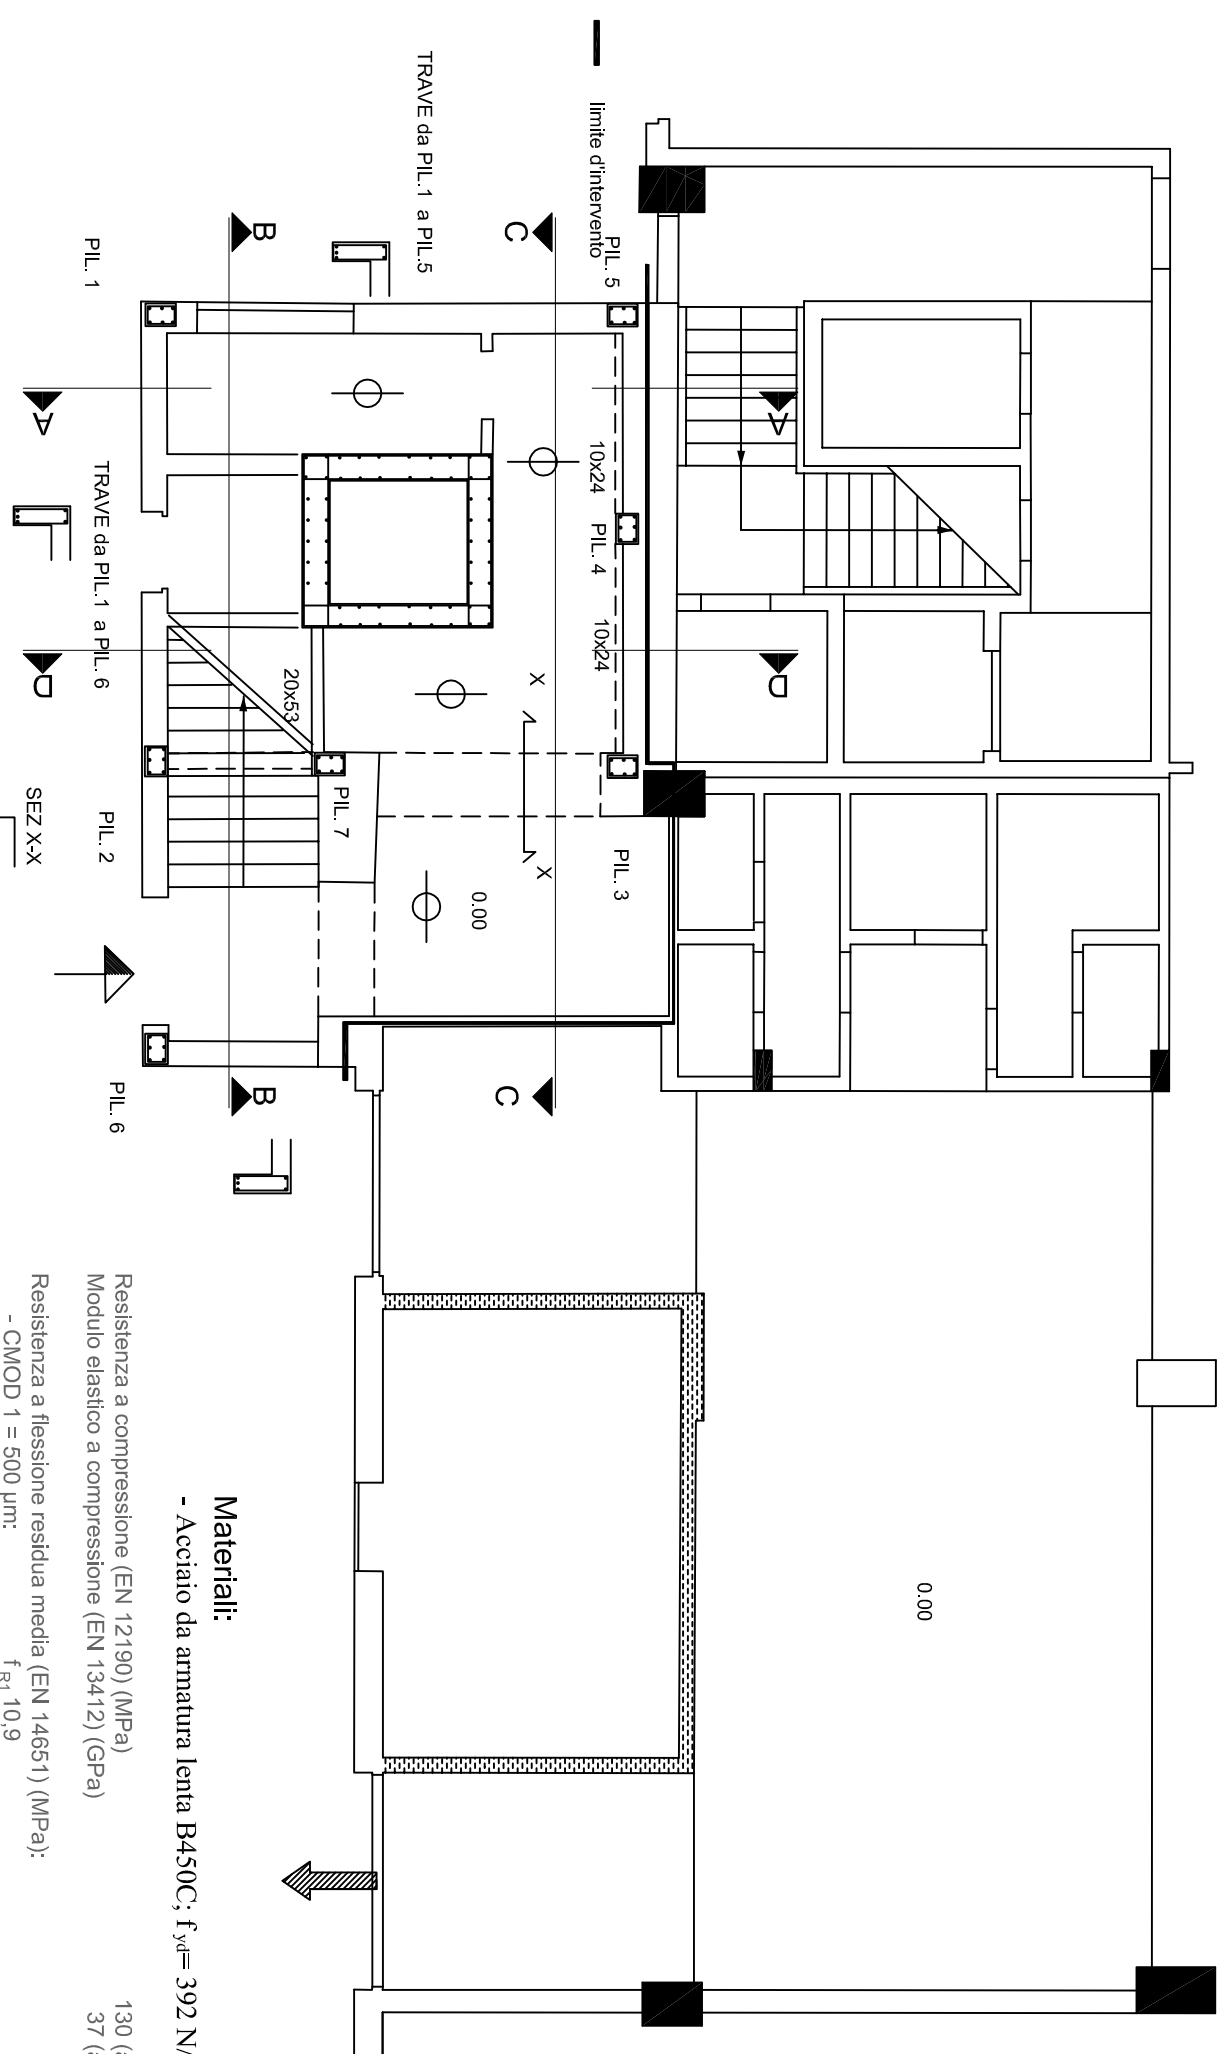 limite d'intervento
TRAVE da PIL.1 a PIL.5
PIL. 5
C
B
PIL. 1
A
A
10x24
PIL. 4
10x24
TRAVE da PIL.1 a PIL. 6
D
D
20x53
X
X
PIL. 7
PIL. 3
PIL. 2
SEZ X-X
0.00
C
B
PIL. 6
0.00
Materiali:
- Acciaio da armatura lenta B450C; f yd= 392 N/
Resistenza a compressione (EN 12190) (MPa) 130 (
Modulo elastico a compressione (EN 13412) (GPa) 37 (
Resistenza a flessione residua media (EN 14651) (MPa):
- CMOD 1 = 500 μm: f R1 10,9